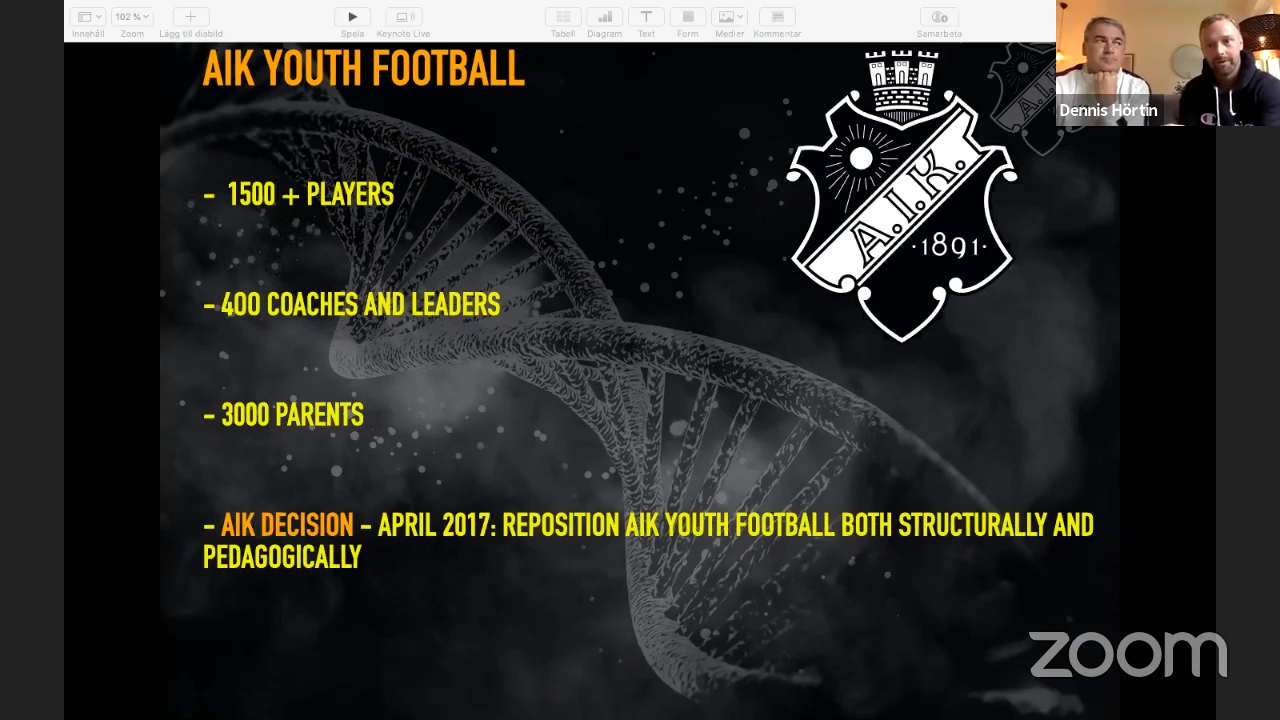 Innehåll
102 %
Zoom
Lägg till diabild
Spela
Keynote Live
Tabell
Diagram
Text
Form
Medier
Kommentar
Samarbeta
Dennis Hörtin
AIK YOUTH FOOTBALL
A.I.K.
·1891·
- 1500 + PLAYERS
- 400 COACHES AND LEADERS
- 3000 PARENTS
- AIK DECISION - APRIL 2017: REPOSITION AIK YOUTH FOOTBALL BOTH STRUCTURALLY AND
PEDAGOGICALLY
zoom